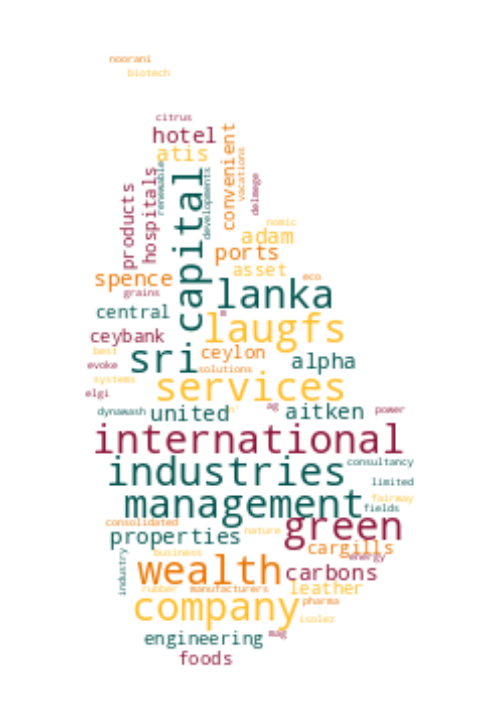 noorani
biotech
citrus
hotel
atis
convenient
vacations
renewable
developments
delmege
products
hospitals
capital
nomic
adam
ports
spence
asset
eco
grains
lanka
central
laugfs
ceybank
best
sri
ceylon
alpha
evoke
solutions
systems
services
elgi
dynawash
united
n'
ag
aitken
power
international
industries
consultancy
limited
management
fairway
fields
consolidated
green
properties
nature
cargills
energy
business
industry
wealth
carbons
rubber
manufacturers
leather
company
pharma
isolez
engineering
mag
foods